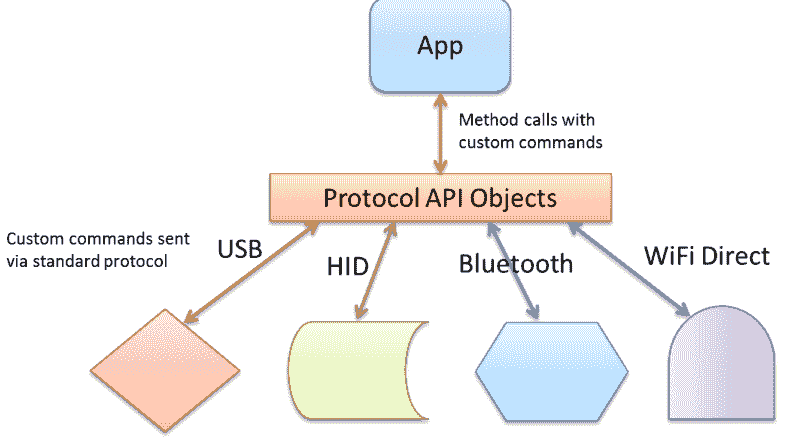 App
Method calls with
custom commands
Protocol API Objects
Custom commands sent
via standard protocol
USB
HID
Bluetooth
WiFi Direct